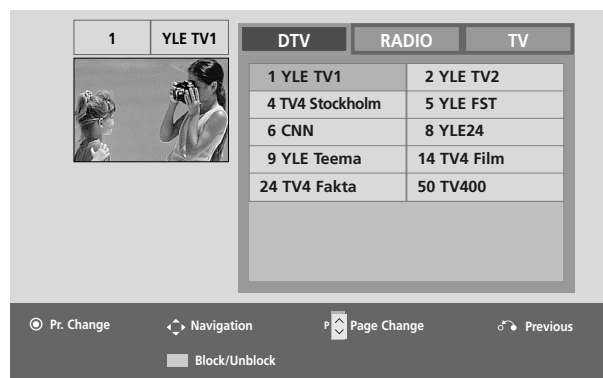 1 YLE TV1
DTV RADIO TV
1 YLE TV1 2 YLE TV2
4 TV4 Stockholm 5 YLE FST
6 CNN 8 YLE24
9 YLE Teema 14 TV4 Film
24 TV4 Fakta 50 TV400
Pr. Change Navigation P Page Change Previous
Block/Unblock